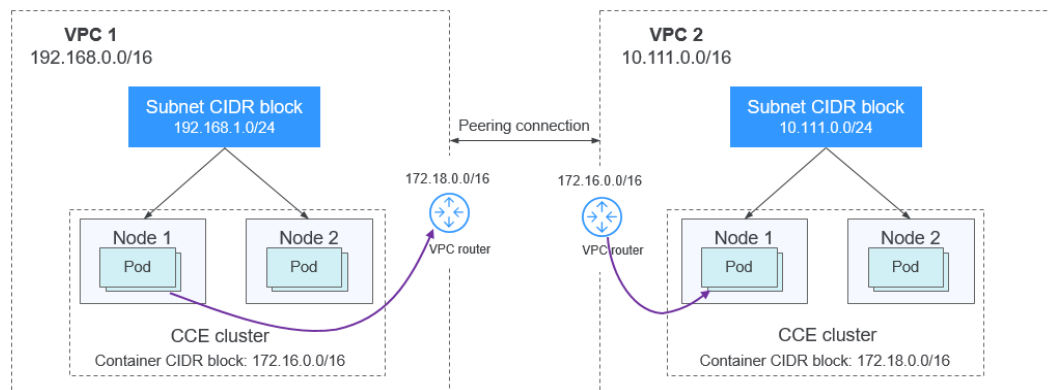 VPC 1
192.168.0.0/16
Subnet CIDR block
192.168.1.0/24
172.18.0.0/16
VPC router
Node 1
Pod
Node 2
Pod
CCE cluster
Container CIDR block: 172.16.0.0/16
Peering connection
VPC 2
10.111.0.0/16
Subnet CIDR block
10.111.0.0/24
172.16.0.0/16
VPC router
Node 1
Pod
Node 2
Pod
CCE cluster
Container CIDR block: 172.18.0.0/16